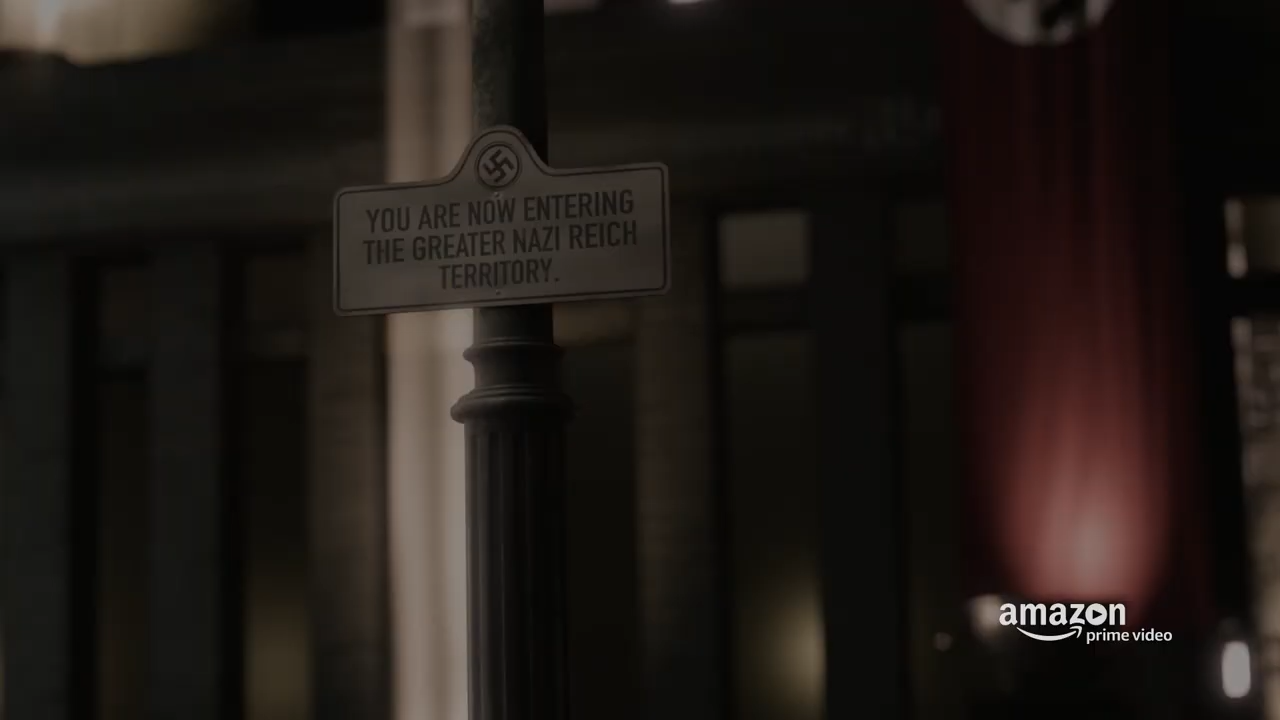 YOU ARE NOW ENTERING
THE GREATER NAZI REICH
TERRITORY.
amazon
prime video